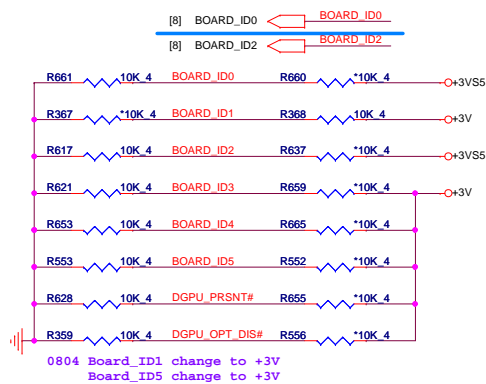 [8] BOARD_ID0 BOARD_ID0
[8] BOARD_ID2 BOARD_ID2
R661 10K_4 BOARD_ID0 R660 *10K_4 +3VS5
R367 *10K_4 BOARD_ID1 R368 10K_4 +3V
R617 10K_4 BOARD_ID2 R637 *10K_4 +3VS5
R621 10K_4 BOARD_ID3 R659 *10K_4 +3V
R653 10K_4 BOARD_ID4 R665 *10K_4
R553 10K_4 BOARD_ID5 R552 *10K_4
R628 10K_4 DGPU_PRSNT# R655 *10K_4
R359 10K_4 DGPU_OPT_DIS# R556 *10K_4
0804 Board_ID1 change to +3V
Board_ID5 change to +3V